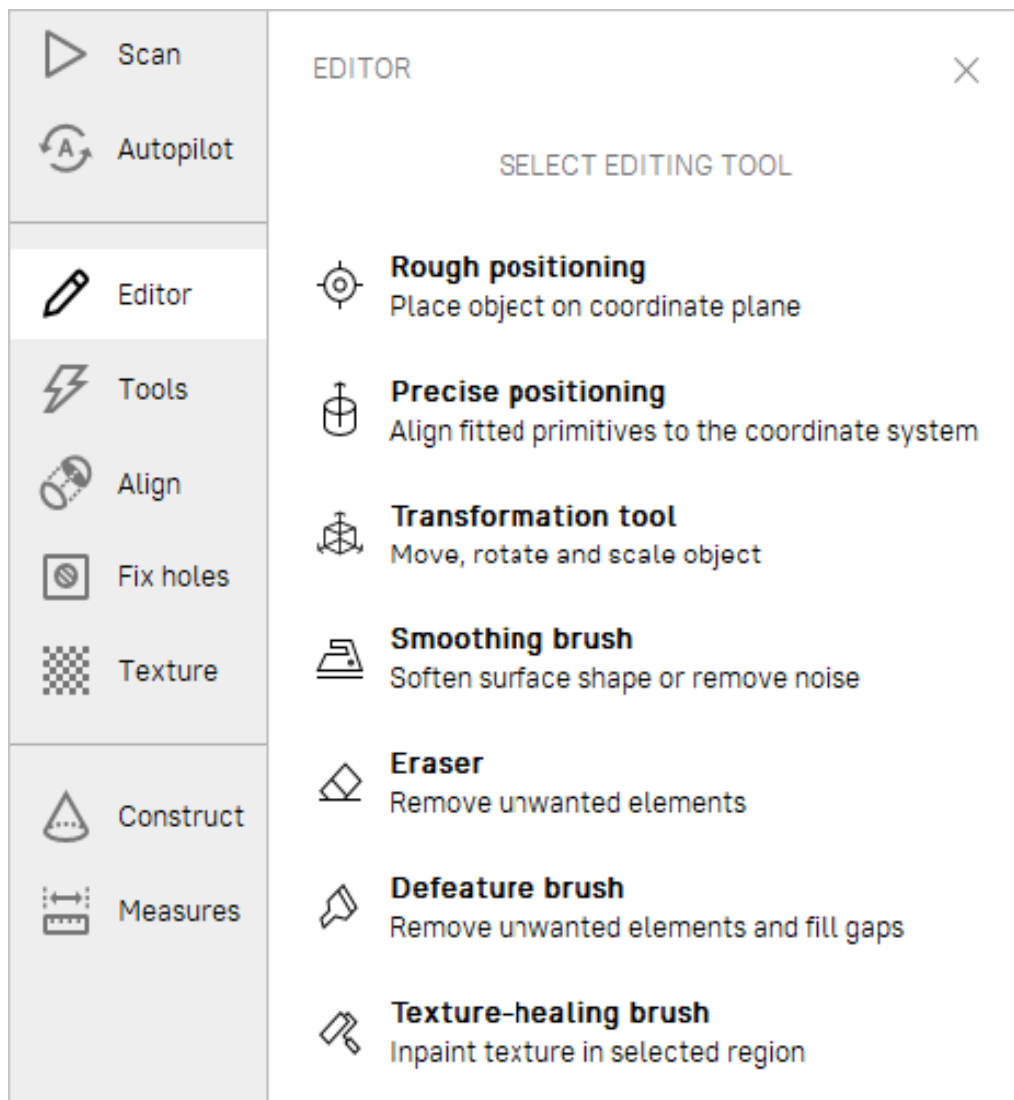 Scan
Autopilot
Editor
Tools
Align
Fix holes
Texture
Construct
Measures
EDITOR
SELECT EDITING TOOL
Rough positioning
Place object on coordinate plane
Precise positioning
Align fitted primitives to the coordinate system
Transformation tool
Move, rotate and scale object
Smoothing brush
Soften surface shape or remove noise
Eraser
Remove unwanted elements
Defeature brush
Remove unwanted elements and fill gaps
Texture-healing brush
Inpaint texture in selected region